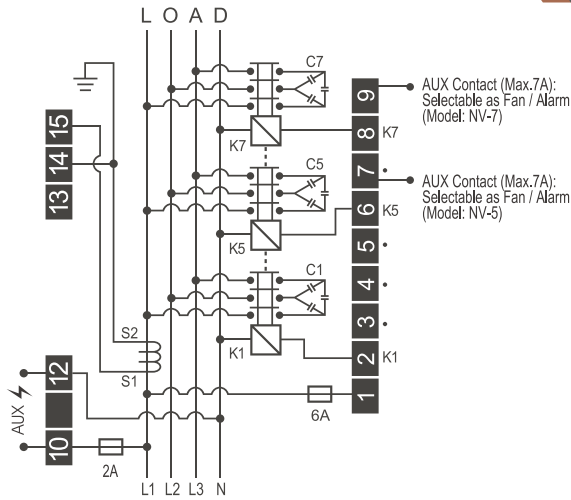 L O A D
C7
15
14
13
K7
9
8 K7
7
AUX Contact (Max.7A):
Selectable as Fan / Alarm
(Model: NV-7)
C5
K5
6 K5
5
AUX Contact (Max.7A):
Selectable as Fan / Alarm
(Model: NV-5)
C1
4
3
K1
2 K1
1
S2
S1
6A
AUX
12
10
2A
L1 L2 L3 N